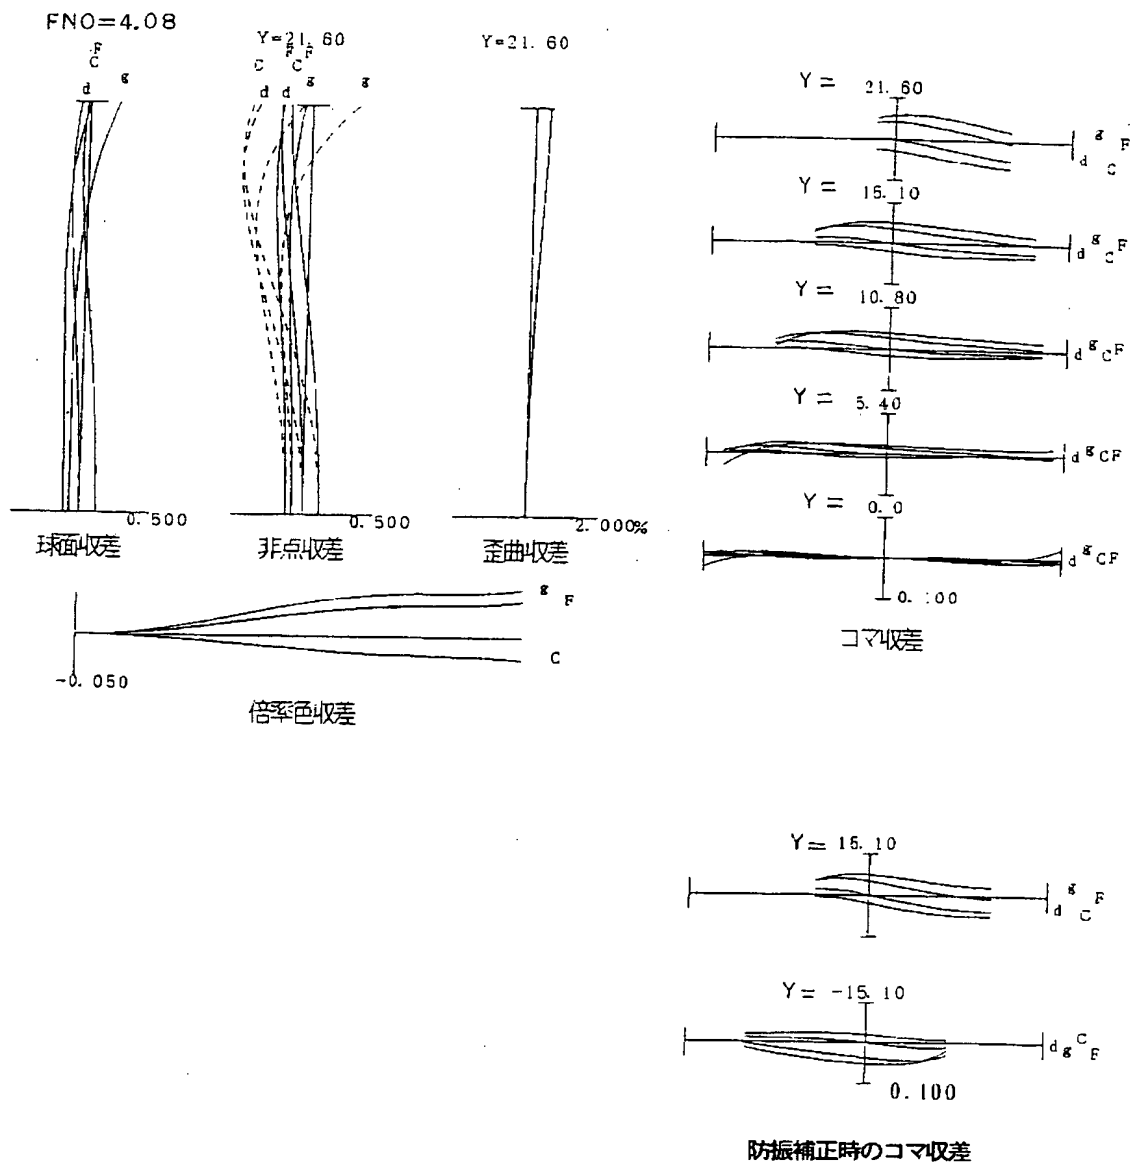 FNO=4.08
F
C
d
g
Y=21.60
C
F
C
F
d
d
g
g
Y=21.60
0.500
球面収差
0.500
非点収差
2.000%
歪曲収差
g
F
C
-0.050
倍率色収差
Y= 21.60
g
F
d
C
Y= 15.10
g
F
d
C
Y= 10.80
d g C F
Y= 5.40
d g C F
Y= 0.0
d g C F
0.100
コマ収差
Y= 15.10
g
F
d
C
Y= -15.10
d g C F
0.100
防振補正時のコマ収差